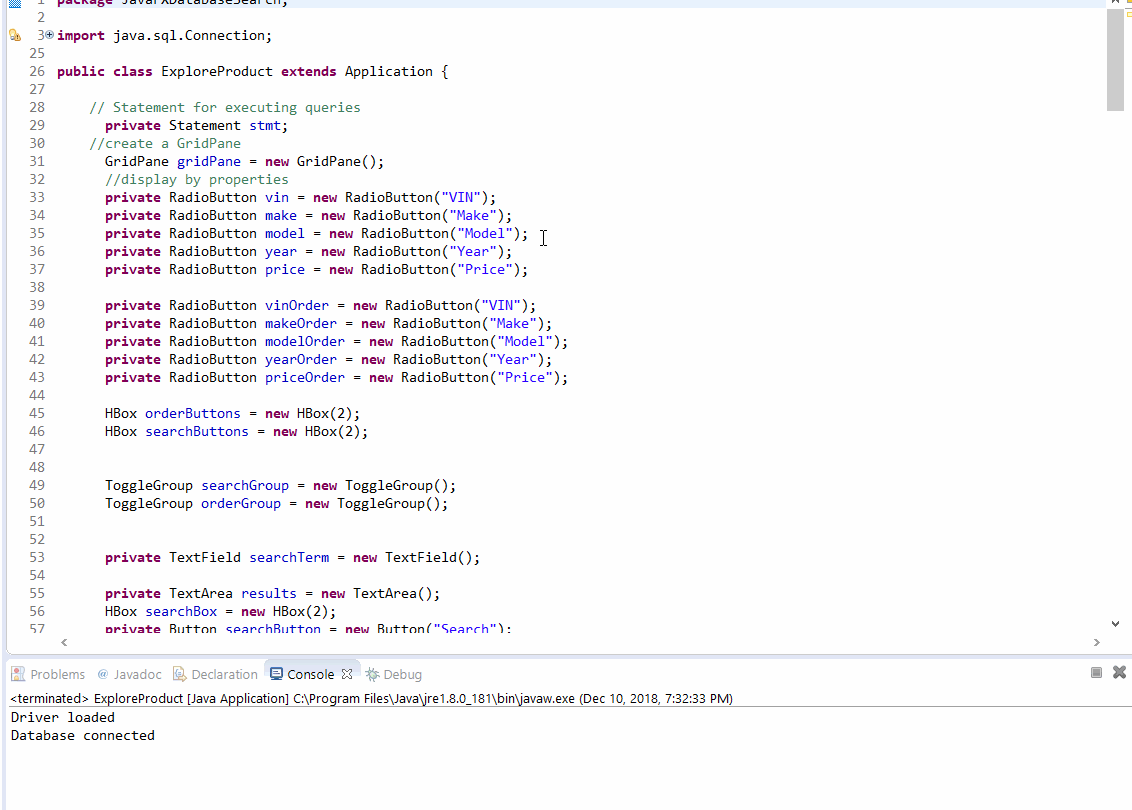 1 package JavaFXDatabaseSearch;
2
3 import java.sql.Connection;
25
26 public class ExploreProduct extends Application {
27
28 // Statement for executing queries
29 private Statement stmt;
30 //create a GridPane
31 GridPane gridPane = new GridPane();
32 //display by properties
33 private RadioButton vin = new RadioButton("VIN");
34 private RadioButton make = new RadioButton("Make");
35 private RadioButton model = new RadioButton("Model");
36 private RadioButton year = new RadioButton("Year");
37 private RadioButton price = new RadioButton("Price");
38
39 private RadioButton vinOrder = new RadioButton("VIN");
40 private RadioButton makeOrder = new RadioButton("Make");
41 private RadioButton modelOrder = new RadioButton("Model");
42 private RadioButton yearOrder = new RadioButton("Year");
43 private RadioButton priceOrder = new RadioButton("Price");
44
45 HBox orderButtons = new HBox(2);
46 HBox searchButtons = new HBox(2);
47
48
49 ToggleGroup searchGroup = new ToggleGroup();
50 ToggleGroup orderGroup = new ToggleGroup();
51
52
53 private TextField searchTerm = new TextField();
54
55 private TextArea results = new TextArea();
56 HBox searchBox = new HBox(2);
57 private Button searchButton = new Button("Search");
Problems @ Javadoc Declaration Console Debug
<terminated> ExploreProduct [Java Application] C:\Program Files\Java\jre1.8.0_181\bin\javaw.exe (Dec 10, 2018, 7:32:33 PM)
Driver loaded
Database connected